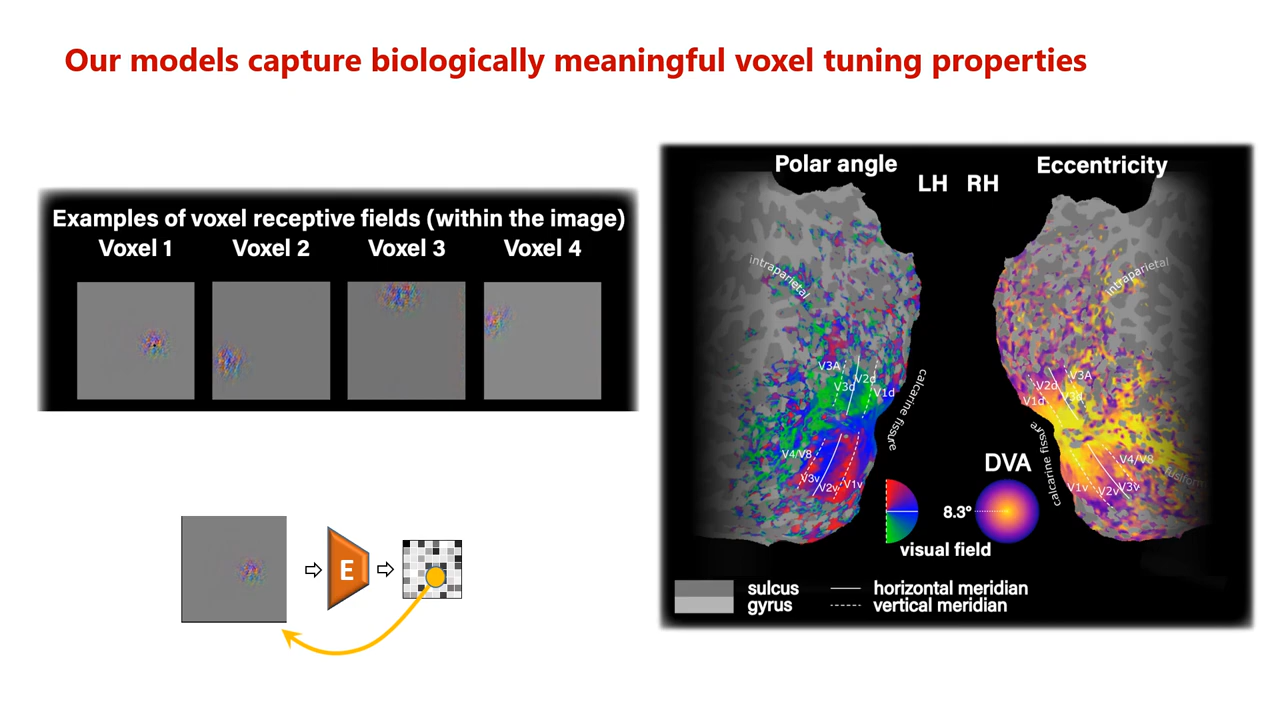 Our models capture biologically meaningful voxel tuning properties
Examples of voxel receptive fields (within the image)
Voxel 1 Voxel 2 Voxel 3 Voxel 4
E
Polar angle
LH RH
Eccentricity
intraparietal
V3A
V2d
V3d
V1d
calcarine fissure
V4/V8
V3v
V2v
V1v
intraparietal
V3A
V2d
V3d
V1d
calcarine fissure
V4/V8
fusiform
V1v
V2v
V3v
DVA
8.3°
visual field
sulcus
gyrus
horizontal meridian
vertical meridian